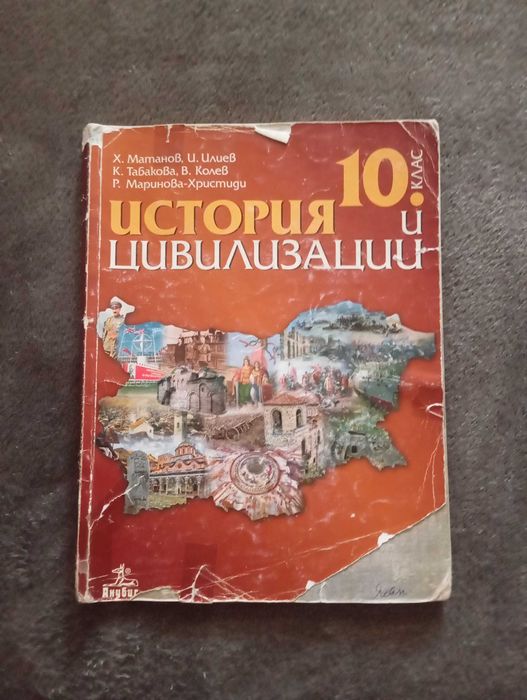 Х. Матанов, И. Илиев
К. Табакова, В. Колев
Р. Маринова-Христиди
10. КЛАС
ИСТОРИЯ И
ЦИВИЛИЗАЦИИ
Анубис